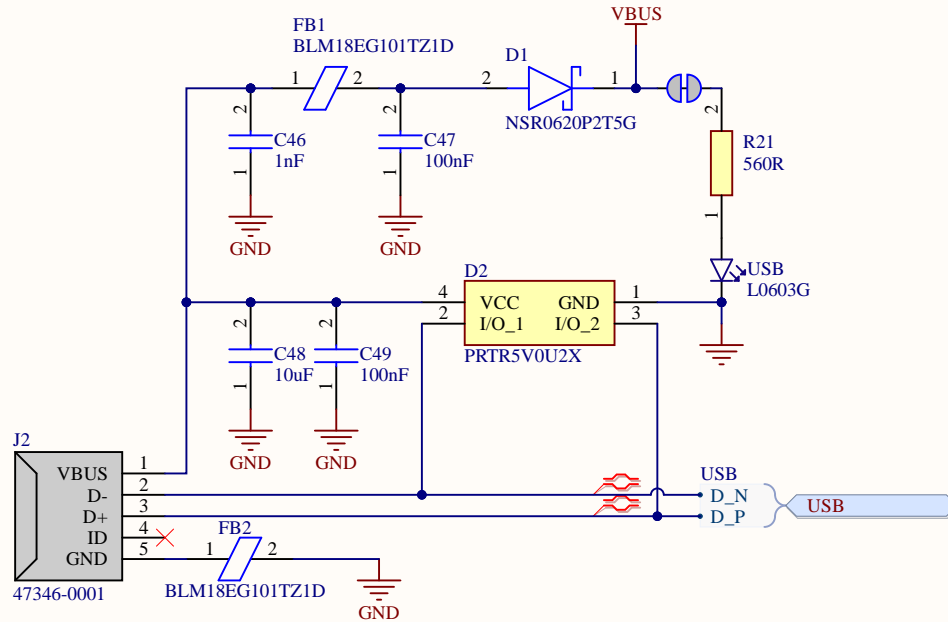 VBUS
FB1
BLM18EG101TZ1D
D1
1
2
2
1
NSR0620P2T5G
2
C46
1nF
1
GND
2
C47
100nF
1
GND
2
R21
560R
1
USB
L0603G
D2
4
VCC
GND
1
2
I/O_1
I/O_2
3
PRTR5V0U2X
2
C48
10uF
1
GND
2
C49
100nF
1
GND
J2
VBUS
1
D-
2
D+
3
ID
4
GND
5
47346-0001
FB2
1
2
BLM18EG101TZ1D
GND
USB
D_N
D_P
USB